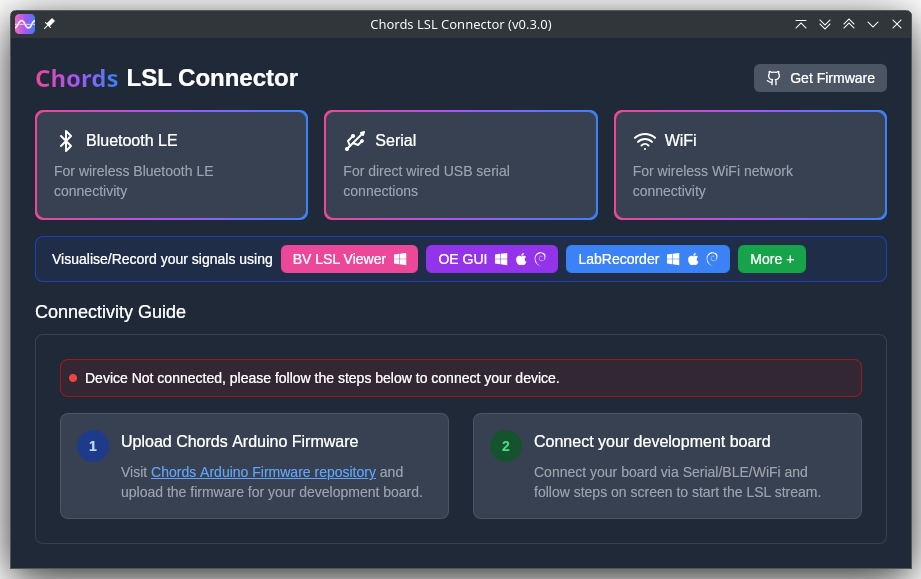 Chords LSL Connector (v0.3.0)
Chords LSL Connector
Get Firmware
Bluetooth LE
For wireless Bluetooth LE
connectivity
Serial
For direct wired USB serial
connections
WiFi
For wireless WiFi network
connectivity
Visualise/Record your signals using BV LSL Viewer OE GUI LabRecorder More +
Connectivity Guide
Device Not connected, please follow the steps below to connect your device.
1 Upload Chords Arduino Firmware
Visit Chords Arduino Firmware repository and
upload the firmware for your development board.
2 Connect your development board
Connect your board via Serial/BLE/WiFi and
follow steps on screen to start the LSL stream.